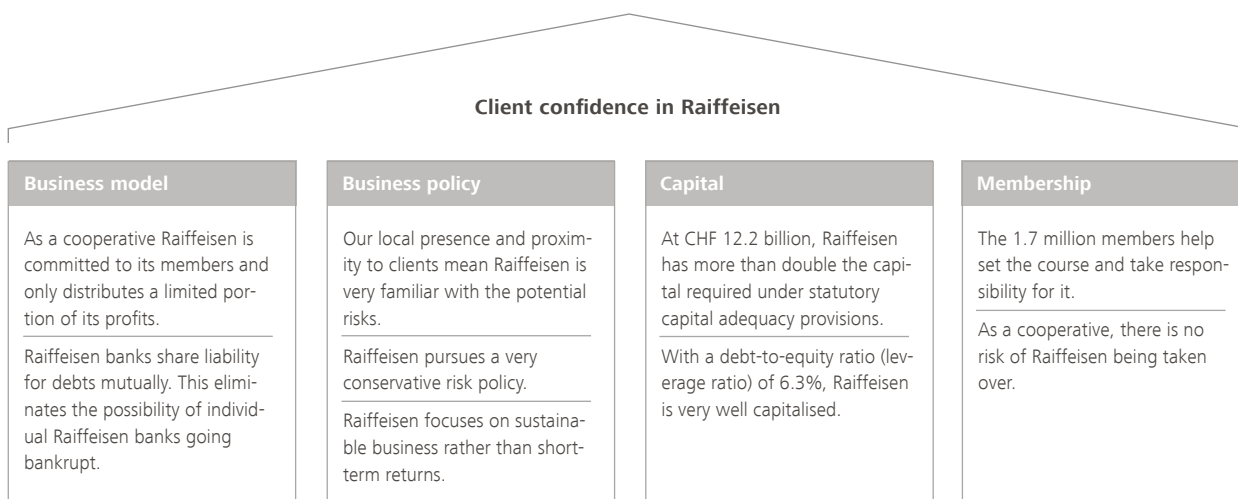 Client confidence in Raiffeisen
Business model
As a cooperative Raiffeisen is
committed to its members and
only distributes a limited por-
tion of its profits.
Raiffeisen banks share liability
for debts mutually. This elimi-
nates the possibility of individ-
ual Raiffeisen banks going
bankrupt.
Business policy
Our local presence and proxim-
ity to clients mean Raiffeisen is
very familiar with the potential
risks.
Raiffeisen pursues a very
conservative risk policy.
Raiffeisen focuses on sustaina-
ble business rather than short-
term returns.
Capital
At CHF 12.2 billion, Raiffeisen
has more than double the capi-
tal required under statutory
capital adequacy provisions.
With a debt-to-equity ratio (lev-
erage ratio) of 6.3%, Raiffeisen
is very well capitalised.
Membership
The 1.7 million members help
set the course and take respon-
sibility for it.
As a cooperative, there is no
risk of Raiffeisen being taken
over.